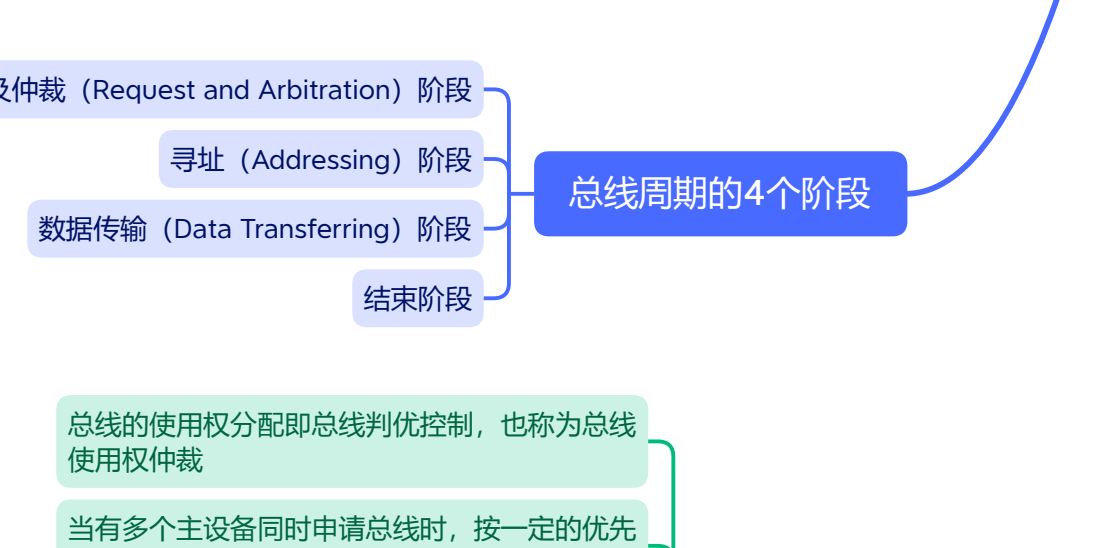 及仲裁（Request and Arbitration）阶段
寻址（Addressing）阶段
总线周期的4个阶段
数据传输（Data Transferring）阶段
结束阶段
总线的使用权分配即总线判优控制，也称为总线
使用权仲裁
当有多个主设备同时申请总线时，按一定的优先